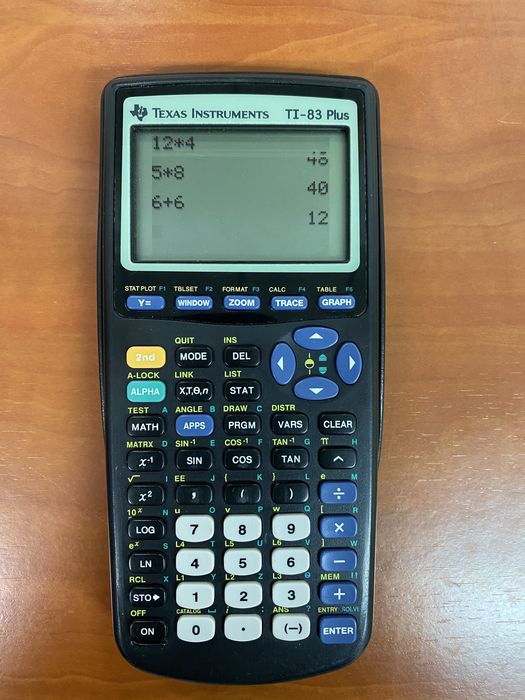 TEXAS INSTRUMENTS TI-83 Plus
12*4
48
5*8
40
6+6
12
STAT PLOT F1 TBLSET F2 FORMAT F3 CALC F4 TABLE F5
Y= WINDOW ZOOM TRACE GRAPH
QUIT INS
2nd MODE DEL
A-LOCK LINK LIST
ALPHA X,T,Θ,n STAT
TEST A ANGLE B DRAW C DISTR
MATH APPS PRGM VARS CLEAR
MATRX D SIN⁻¹ E COS⁻¹ F TAN⁻¹ G π H
x⁻¹ SIN COS TAN ^
√ I EE J { K } L e M
x² , ( ) ÷
10ˣ N u O v P w Q [ R
LOG 7 8 9 ×
eˣ S L4 T L5 U L6 V ] W
LN 4 5 6 −
RCL X L1 Y L2 Z L3 θ MEM "
STO▸ 1 2 3 +
OFF CATALOG ⎵ i : ANS ? ENTRY SOLVE
ON 0 . (−) ENTER